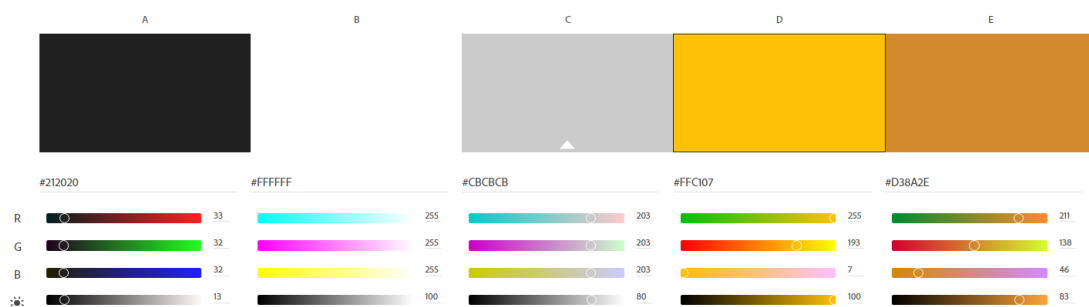 A B C D E
#212020 #FFFFFF #CBCBCB #FFC107 #D38A2E
R 33 255 203 255 211
G 32 255 203 193 138
B 32 255 203 7 46
13 100 80 100 83